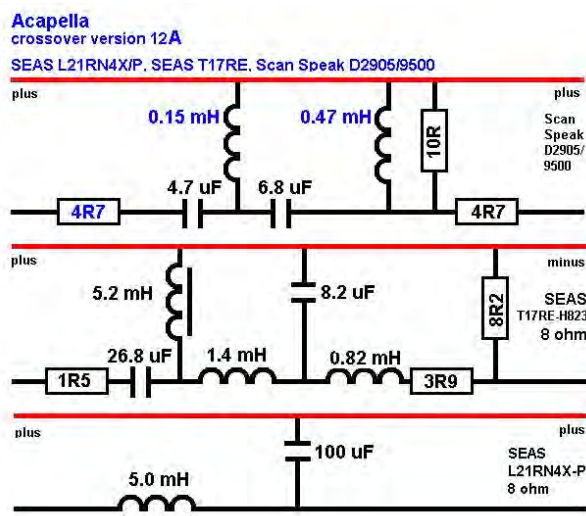 Acapella
crossover version 12A
SEAS L21RN4X/P, SEAS T17RE, Scan Speak D2905/9500
plus
plus
0.15 mH
0.47 mH
10R
Scan
Speak
D2905/
9500
4.7 uF
6.8 uF
4R7
4R7
plus
minus
5.2 mH
8.2 uF
8R2
SEAS
T17RE-H823
8 ohm
26.8 uF
1.4 mH
0.82 mH
1R5
3R9
plus
plus
100 uF
SEAS
L21RN4X-P
8 ohm
5.0 mH